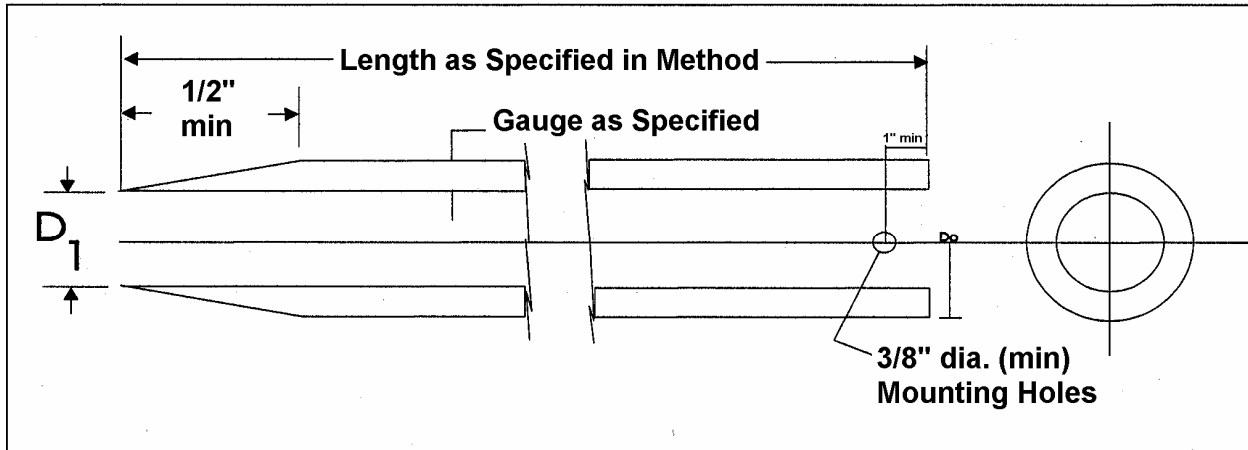 Length as Specified in Method
1/2"
min
Gauge as Specified
1" min
D1
Do
3/8" dia. (min)
Mounting Holes